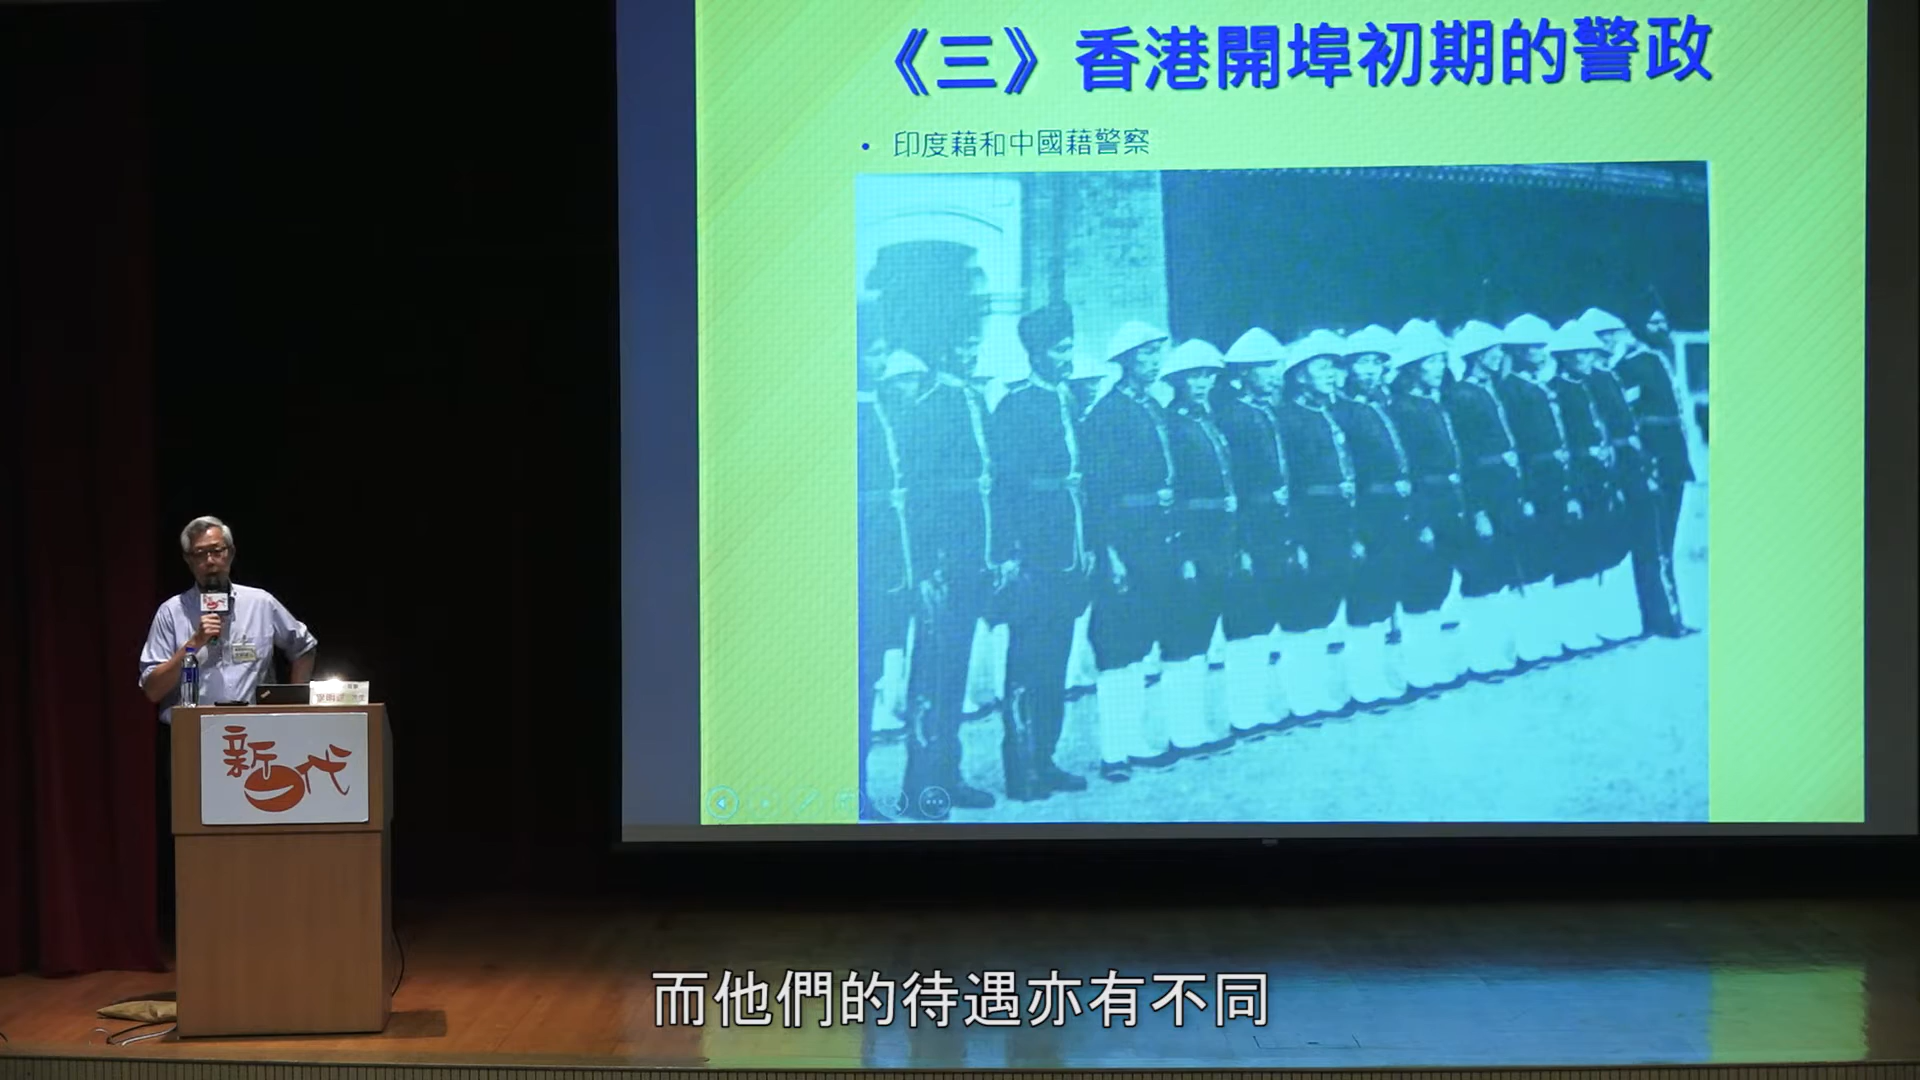 《三》香港開埠初期的警政
• 印度藉和中國藉警察
新一代
而他們的待遇亦有不同